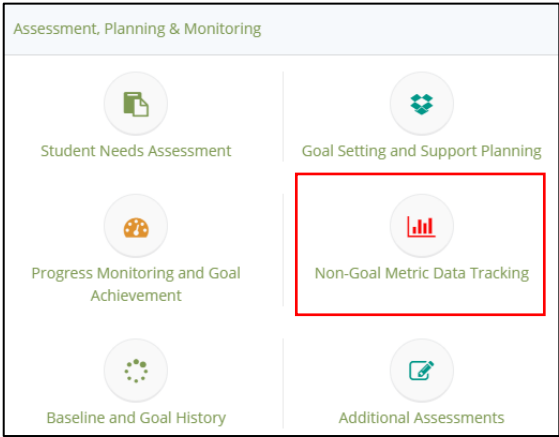 Assessment, Planning & Monitoring
Student Needs Assessment
Goal Setting and Support Planning
Progress Monitoring and Goal
Achievement
Non-Goal Metric Data Tracking
Baseline and Goal History
Additional Assessments